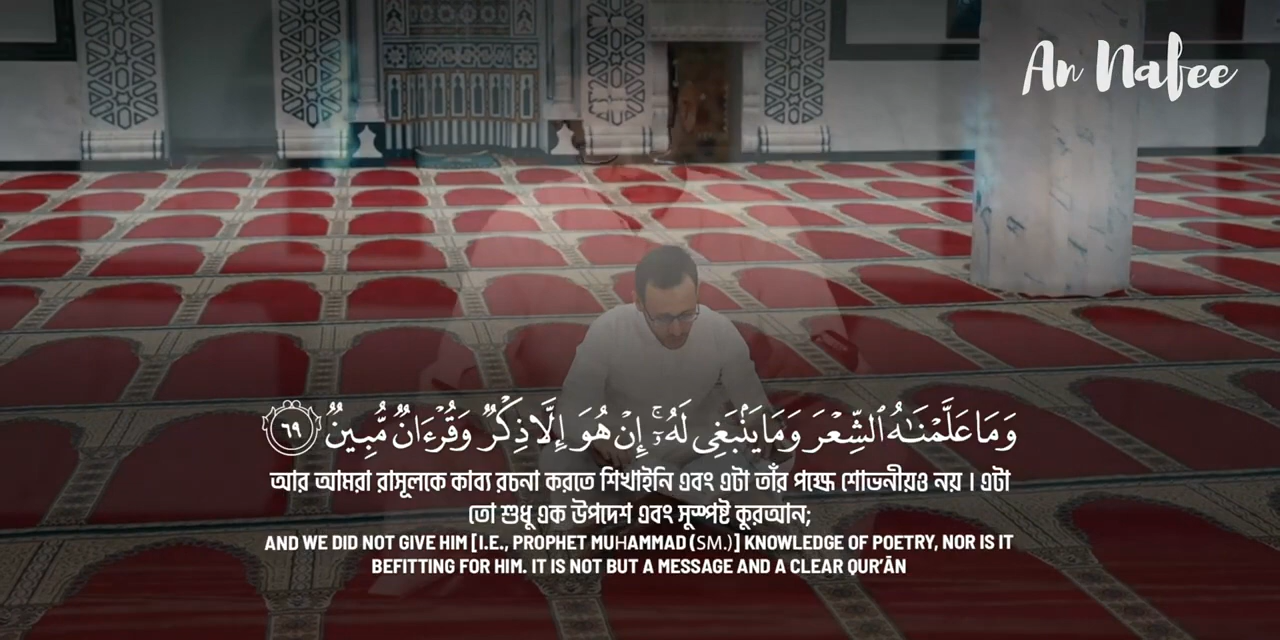 An Nafee
وَمَا عَلَّمْنَـٰهُ ٱلشِّعْرَ وَمَا يَنۢبَغِى لَهُۥٓ ۚ إِنْ هُوَ إِلَّا ذِكْرٌ وَقُرْءَانٌ مُّبِينٌ ٦٩
আর আমরা রাসূলকে কাব্য রচনা করতে শিখাইনি এবং এটা তাঁর পক্ষে শোভনীয়ও নয় । এটা
তো শুধু এক উপদেশ এবং সুস্পষ্ট কুরআন;
AND WE DID NOT GIVE HIM [I.E., PROPHET MUHAMMAD (SM.)] KNOWLEDGE OF POETRY, NOR IS IT
BEFITTING FOR HIM. IT IS NOT BUT A MESSAGE AND A CLEAR QUR’ĀN